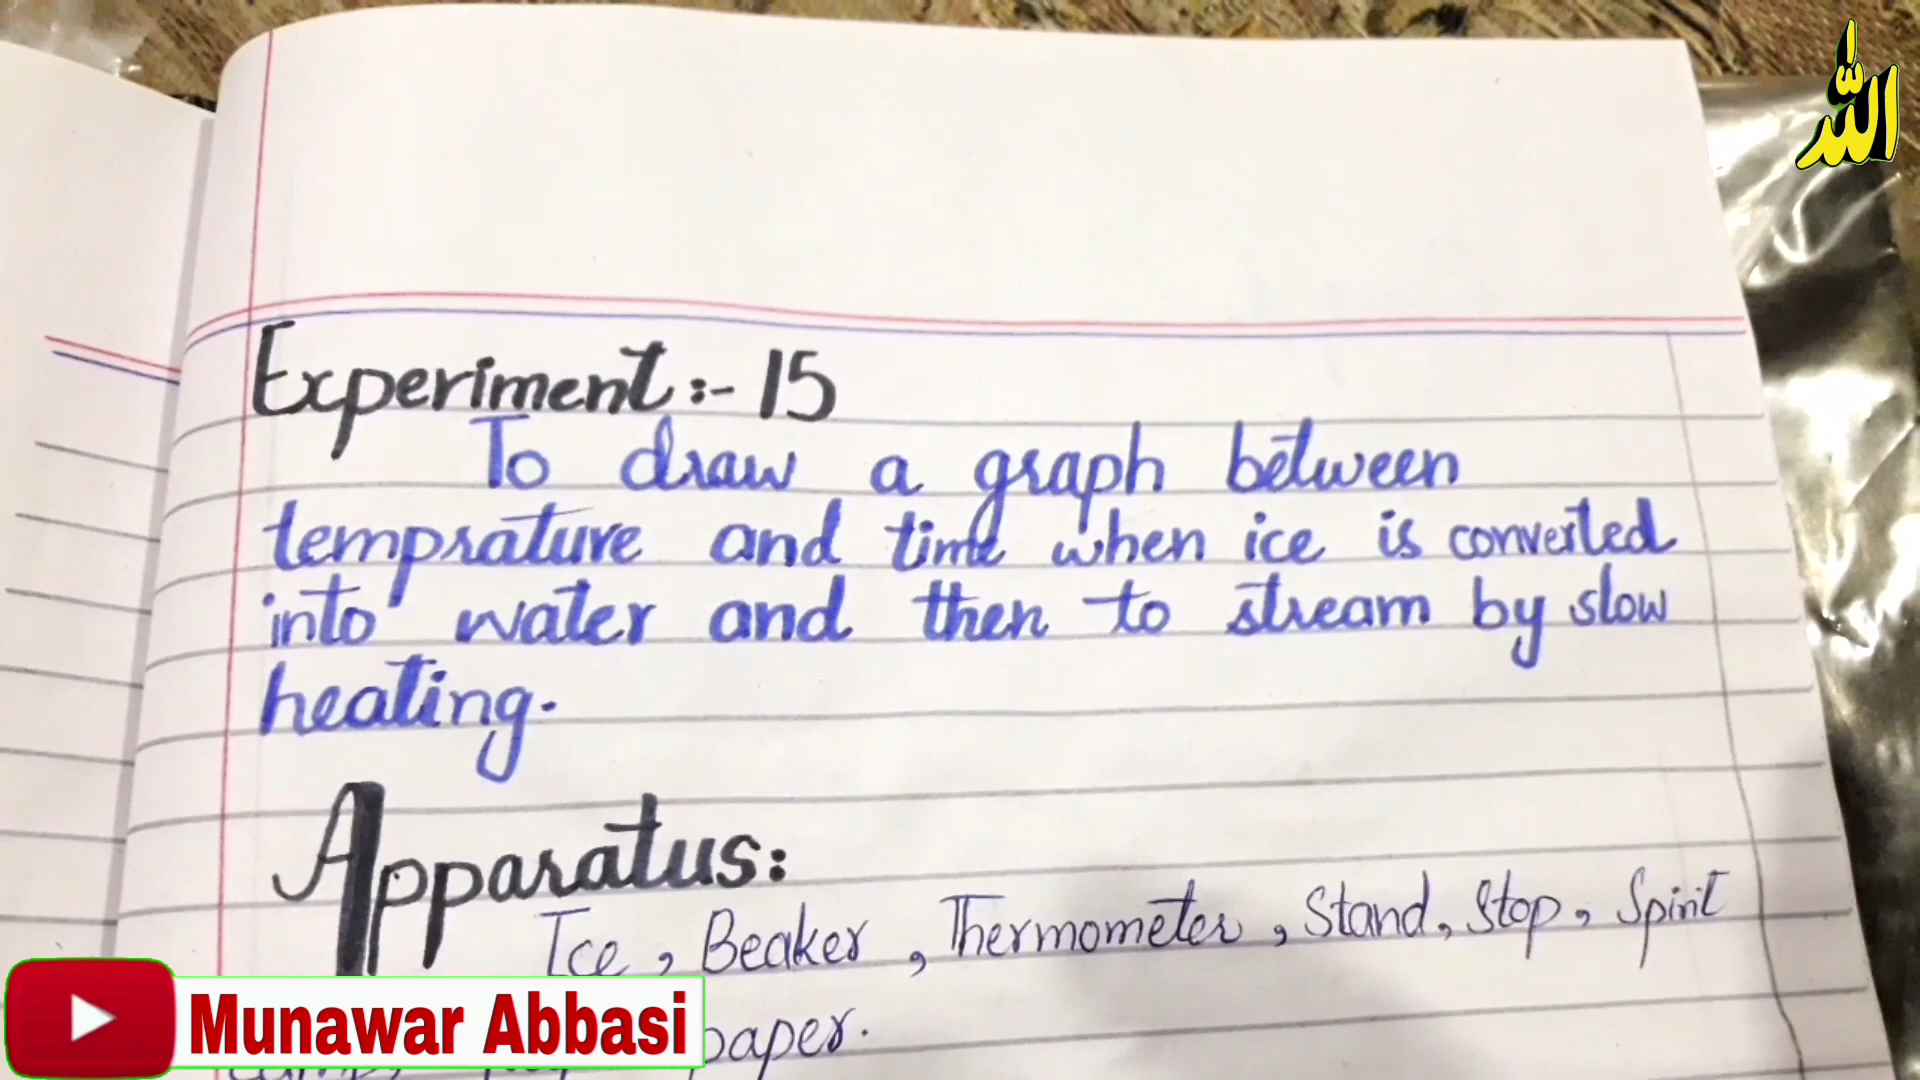 الله
Experiment:- 15
To draw a graph between
temprature and time when ice is converted
into water and then to stream by slow
heating.
Apparatus:
Ice, Beaker, Thermometer, Stand, Stop, Spirit
paper.
Munawar Abbasi